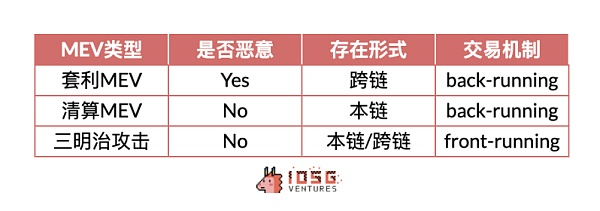 MEV类型 是否恶意 存在形式 交易机制
套利MEV Yes 跨链 back-running
清算MEV No 本链 back-running
三明治攻击 No 本链/跨链 front-running
IOSG
VENTURES